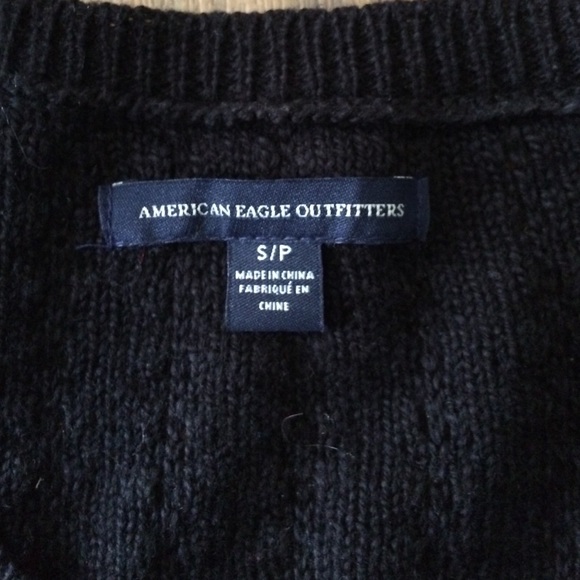 AMERICAN EAGLE OUTFITTERS
S/P
MADE IN CHINA
FABRIQUÉ EN
CHINE